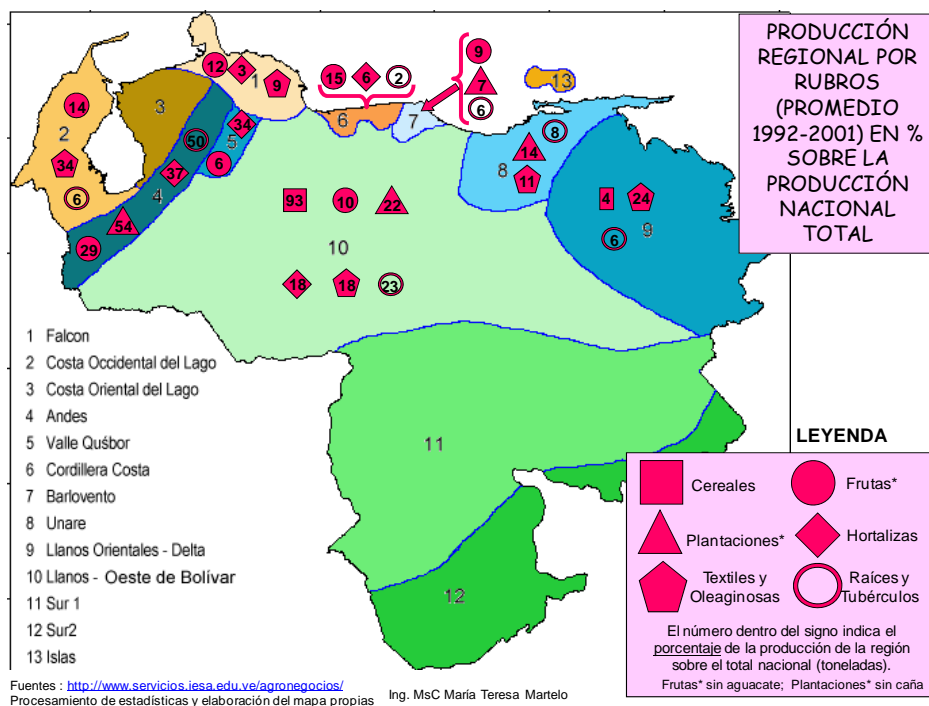 PRODUCCIÓN
REGIONAL POR
RUBROS
(PROMEDIO
1992-2001) EN %
SOBRE LA
PRODUCCIÓN
NACIONAL
TOTAL
12
3
1
9
15
6
2
9
7
6
13
14
2
34
6
3
50
34
5
6
37
4
54
29
6
7
8
14
8
11
4
24
6
9
93
10
22
10
18
18
23
11
12
1 Falcon
2 Costa Occidental del Lago
3 Costa Oriental del Lago
4 Andes
5 Valle Quśbor
6 Cordillera Costa
7 Barlovento
8 Unare
9 Llanos Orientales - Delta
10 Llanos - Oeste de Bolívar
11 Sur 1
12 Sur2
13 Islas
LEYENDA
Cereales
Frutas*
Plantaciones*
Hortalizas
Textiles y
Oleaginosas
Raíces y
Tubérculos
El número dentro del signo indica el
porcentaje de la producción de la región
sobre el total nacional (toneladas).
Frutas* sin aguacate; Plantaciones* sin caña
Fuentes : http://www.servicios.iesa.edu.ve/agronegocios/
Procesamiento de estadísticas y elaboración del mapa propias
Ing. MsC María Teresa Martelo